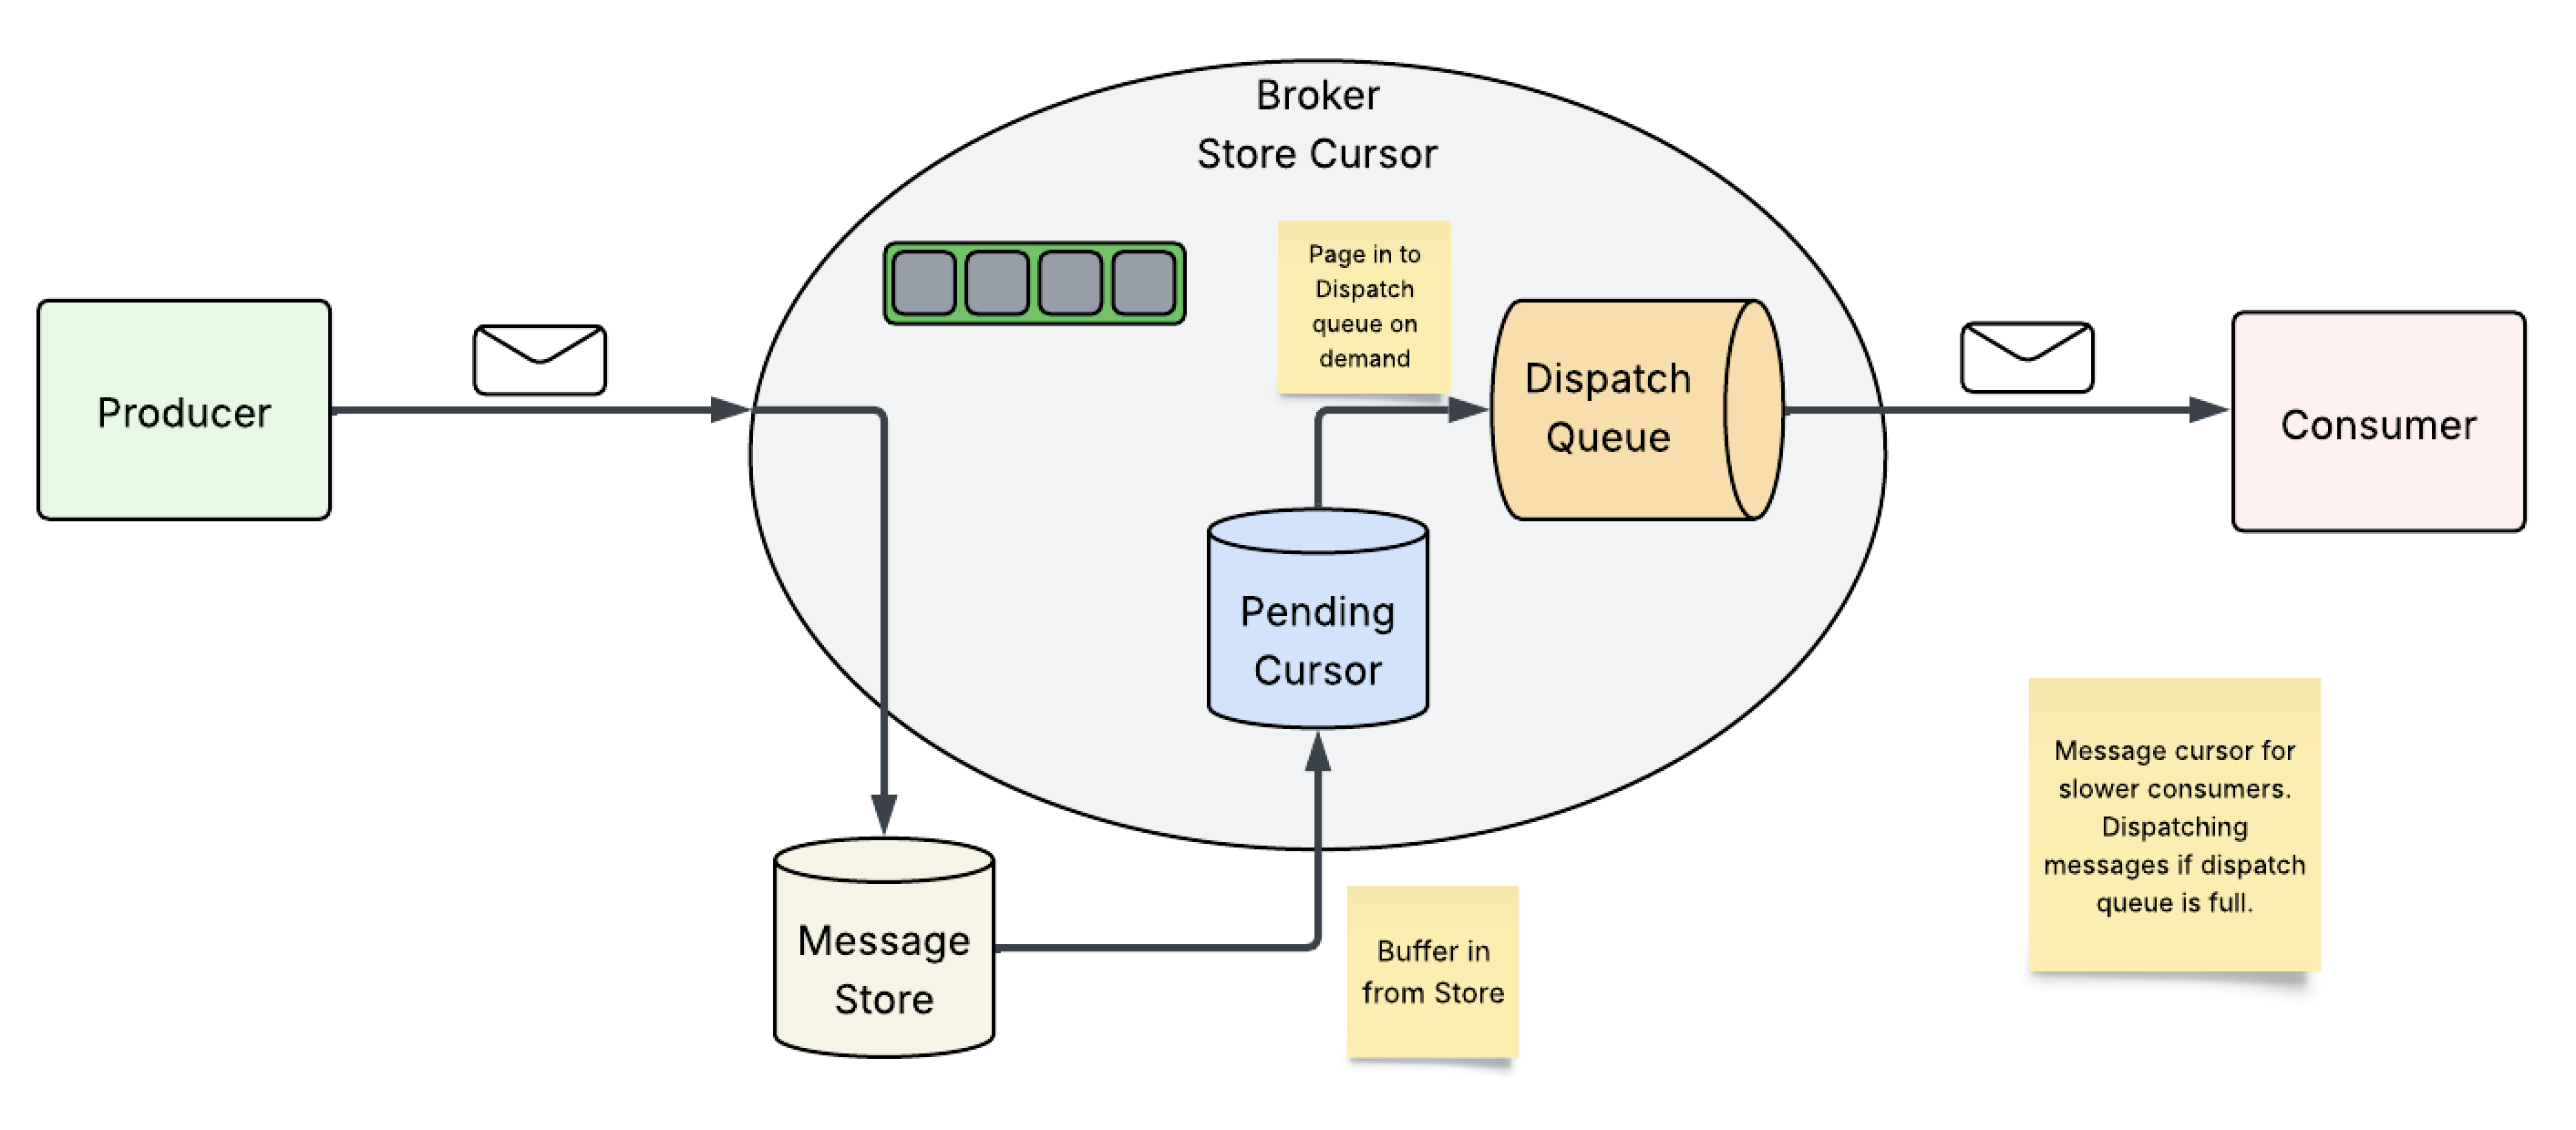 Broker
Store Cursor
Page in to
Dispatch
queue on
demand
Producer
Dispatch
Queue
Consumer
Pending
Cursor
Message cursor for
slower consumers.
Dispatching
messages if dispatch
queue is full.
Message
Store
Buffer in
from Store